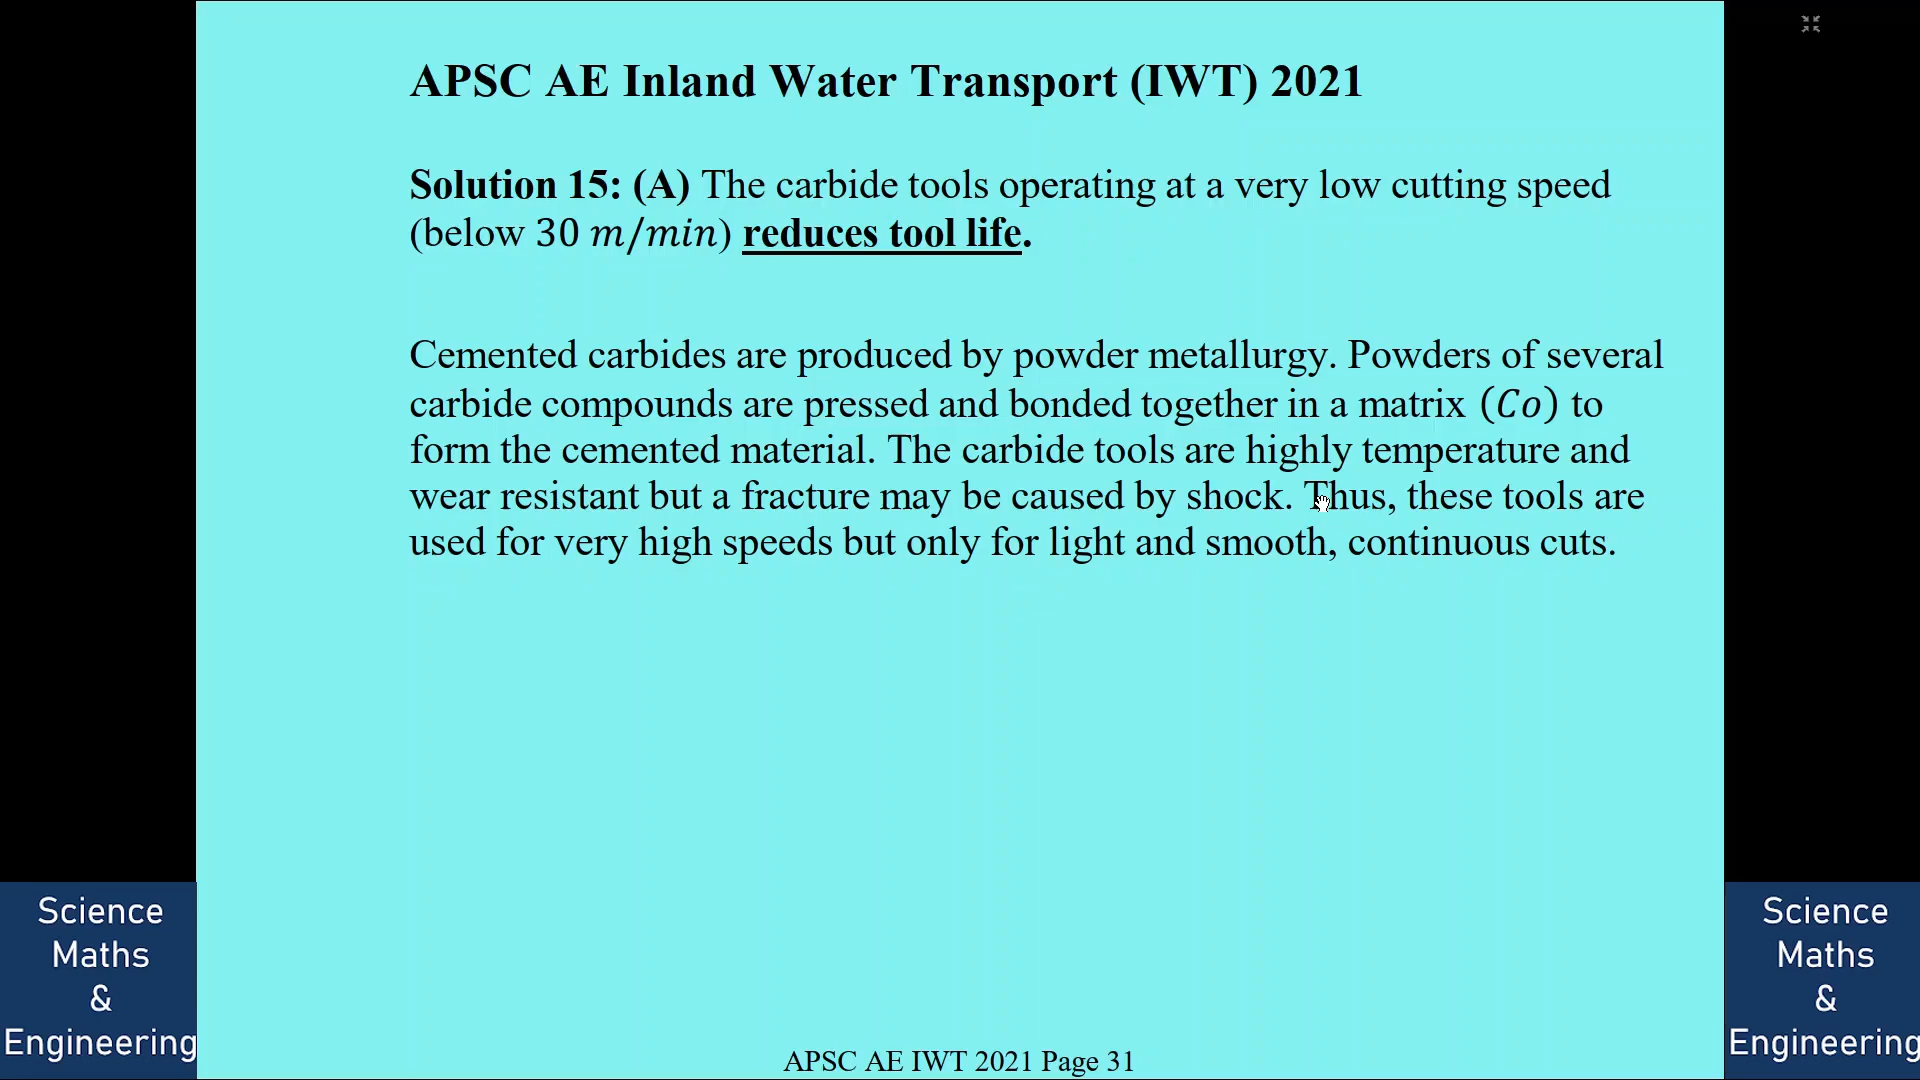 APSC AE Inland Water Transport (IWT) 2021
Solution 15: (A) The carbide tools operating at a very low cutting speed
(below 30 m/min) reduces tool life.
Cemented carbides are produced by powder metallurgy. Powders of several
carbide compounds are pressed and bonded together in a matrix (Co) to
form the cemented material. The carbide tools are highly temperature and
wear resistant but a fracture may be caused by shock. Thus, these tools are
used for very high speeds but only for light and smooth, continuous cuts.
Science
Maths
&
Engineering
Science
Maths
&
Engineering
APSC AE IWT 2021 Page 31